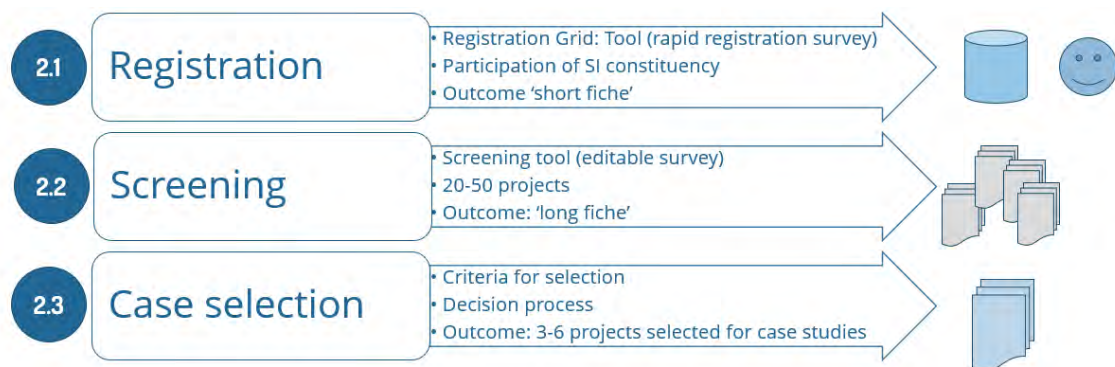 2.1
Registration
• Registration Grid: Tool (rapid registration survey)
• Participation of SI constituency
• Outcome ‘short fiche’
2.2
Screening
• Screening tool (editable survey)
• 20-50 projects
• Outcome: ‘long fiche’
2.3
Case selection
• Criteria for selection
• Decision process
• Outcome: 3-6 projects selected for case studies